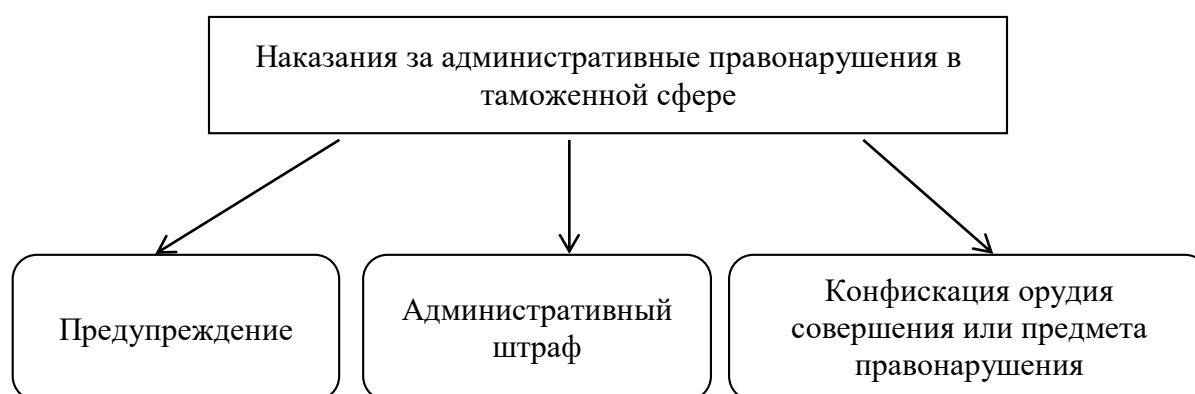 Наказания за административные правонарушения в
таможенной сфере
Предупреждение
Административный
штраф
Конфискация орудия
совершения или предмета
правонарушения